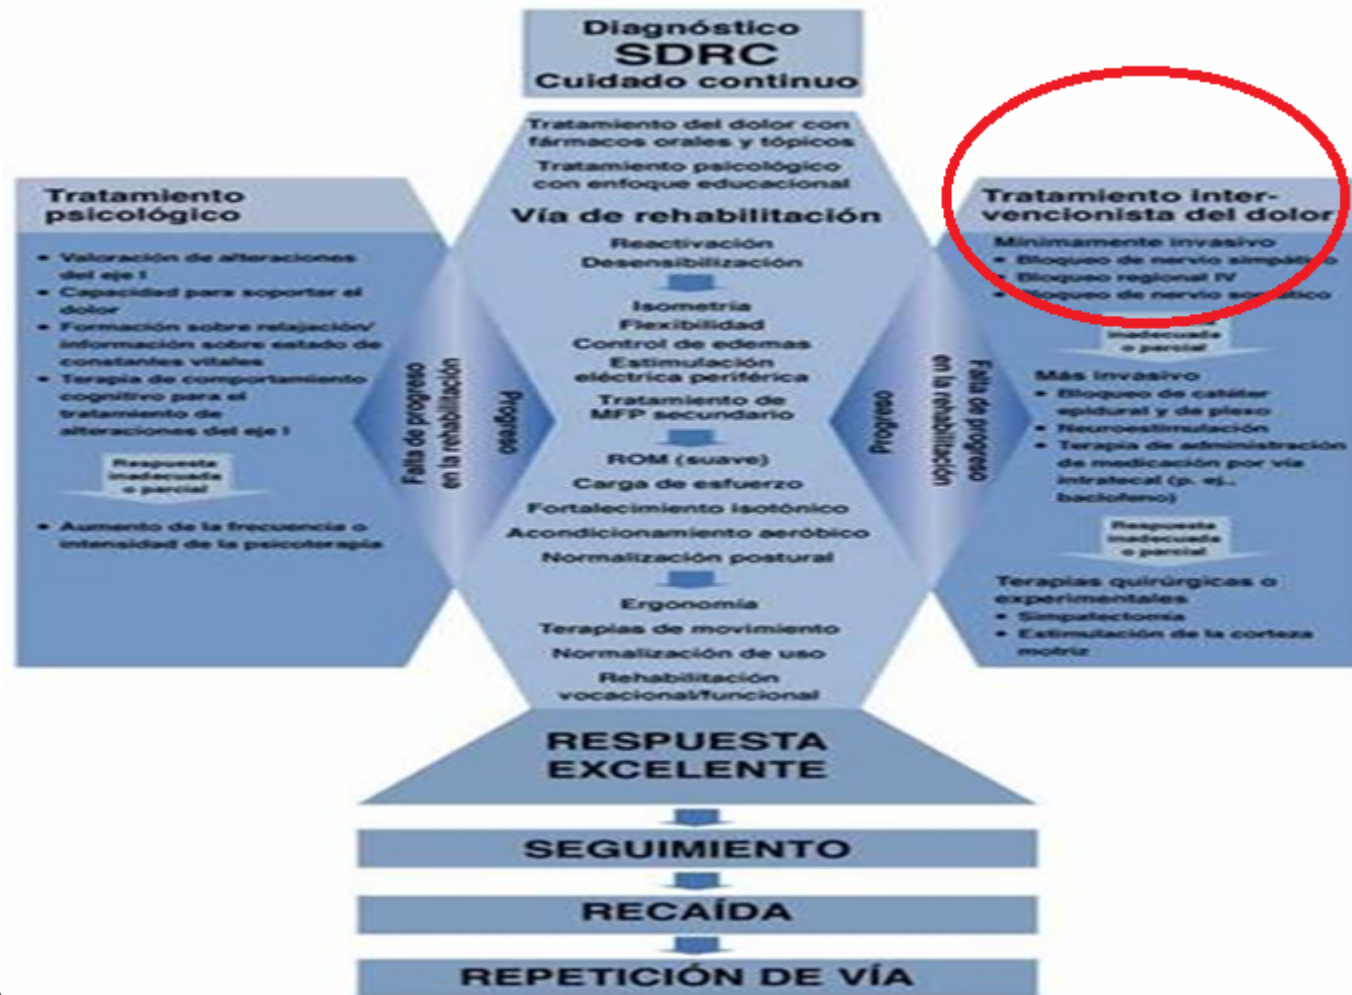 Diagnóstico
SDRC
Cuidado continuo
Tratamiento del dolor con
fármacos orales y tópicos
Tratamiento psicológico
con enfoque educacional
Vía de rehabilitación
Reactivación
Desensibilización
Isometría
Flexibilidad
Control de edemas
Estimulación
eléctrica periférica
Tratamiento de
MFP secundario
ROM (suave)
Carga de esfuerzo
Fortalecimiento isotónico
Acondicionamiento aeróbico
Normalización postural
Ergonomía
Terapias de movimiento
Normalización de uso
Rehabilitación
vocacional/funcional
Tratamiento
psicológico
• Valoración de alteraciones
del eje I
• Capacidad para soportar el
dolor
• Formación sobre relajación/
información sobre estado de
constantes vitales
• Terapia de comportamiento
cognitivo para el
tratamiento de
alteraciones del eje I
Respuesta
inadecuada
o parcial
• Aumento de la frecuencia o
intensidad de la psicoterapia
Falta de progreso
en la rehabilitación
Progreso
Progreso
Falta de progreso
en la rehabilitación
Tratamiento inter-
vencionista del dolor
Mínimamente invasivo
• Bloqueo de nervio simpático
Bloqueo regional IV
Bloqueo de nervio somático
inadecuada
o parcial
Más invasivo
• Bloqueo de catéter
epidural y de plexo
• Neuroestimulación
• Terapia de administración
de medicación por vía
intratecal (p. ej.,
baclofeno)
Respuesta
inadecuada
o parcial
Terapias quirúrgicas o
experimentales
• Simpatectomía
• Estimulación de la corteza
motriz
RESPUESTA
EXCELENTE
SEGUIMIENTO
RECAÍDA
REPETICIÓN DE VÍA